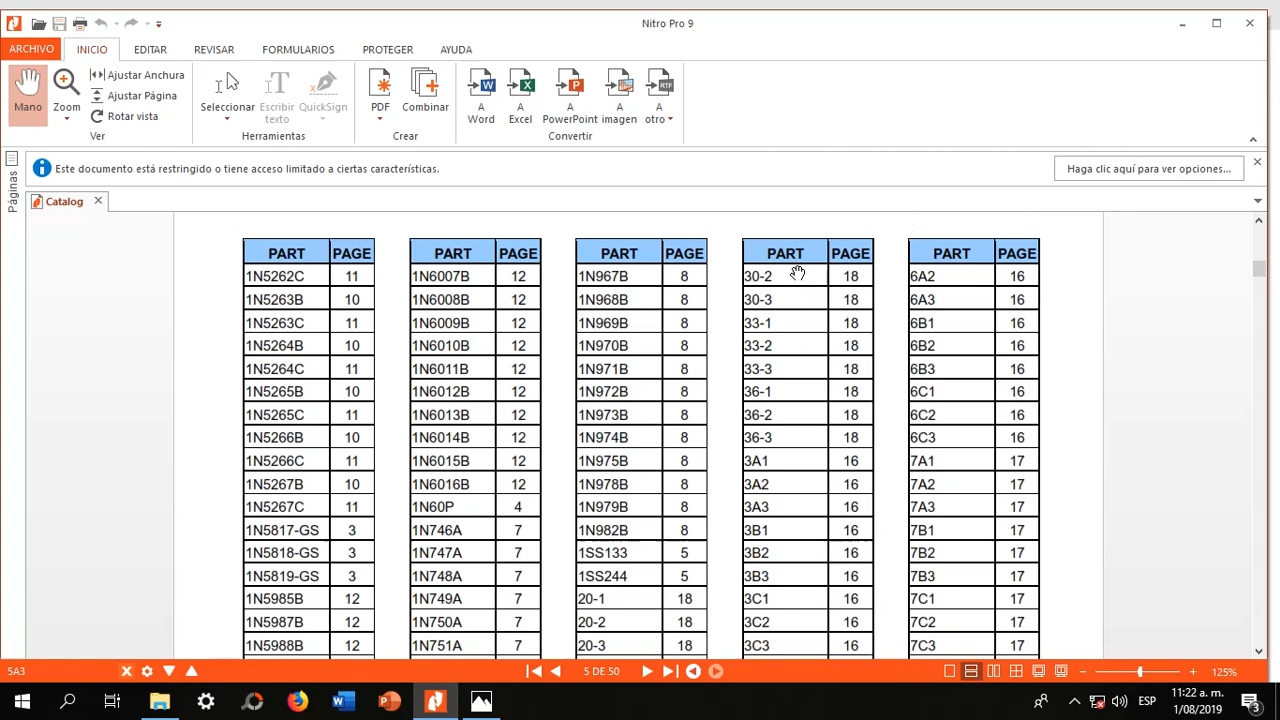 Nitro Pro 9
ARCHIVO INICIO EDITAR REVISAR FORMULARIOS PROTEGER AYUDA
Mano
Zoom
Ajustar Anchura
Ajustar Página
Rotar vista
Ver
Seleccionar
Escribir texto
QuickSign
Herramientas
PDF
Combinar
Crear
A Word
A Excel
A PowerPoint
A imagen
A otro
Convertir
Páginas
Este documento está restringido o tiene acceso limitado a ciertas características.
Haga clic aquí para ver opciones...
Catalog
PART PAGE PART PAGE PART PAGE PART PAGE PART PAGE
1N5262C 11 1N6007B 12 1N967B 8 30-2 18 6A2 16
1N5263B 10 1N6008B 12 1N968B 8 30-3 18 6A3 16
1N5263C 11 1N6009B 12 1N969B 8 33-1 18 6B1 16
1N5264B 10 1N6010B 12 1N970B 8 33-2 18 6B2 16
1N5264C 11 1N6011B 12 1N971B 8 33-3 18 6B3 16
1N5265B 10 1N6012B 12 1N972B 8 36-1 18 6C1 16
1N5265C 11 1N6013B 12 1N973B 8 36-2 18 6C2 16
1N5266B 10 1N6014B 12 1N974B 8 36-3 18 6C3 16
1N5266C 11 1N6015B 12 1N975B 8 3A1 16 7A1 17
1N5267B 10 1N6016B 12 1N978B 8 3A2 16 7A2 17
1N5267C 11 1N60P 4 1N979B 8 3A3 16 7A3 17
1N5817-GS 3 1N746A 7 1N982B 8 3B1 16 7B1 17
1N5818-GS 3 1N747A 7 1SS133 5 3B2 16 7B2 17
1N5819-GS 3 1N748A 7 1SS244 5 3B3 16 7B3 17
1N5985B 12 1N749A 7 20-1 18 3C1 16 7C1 17
1N5987B 12 1N750A 7 20-2 18 3C2 16 7C2 17
1N5988B 12 1N751A 7 20-3 18 3C3 16 7C3 17
5A3
5 DE 50
125%
ESP
11:22 a. m.
1/08/2019
3